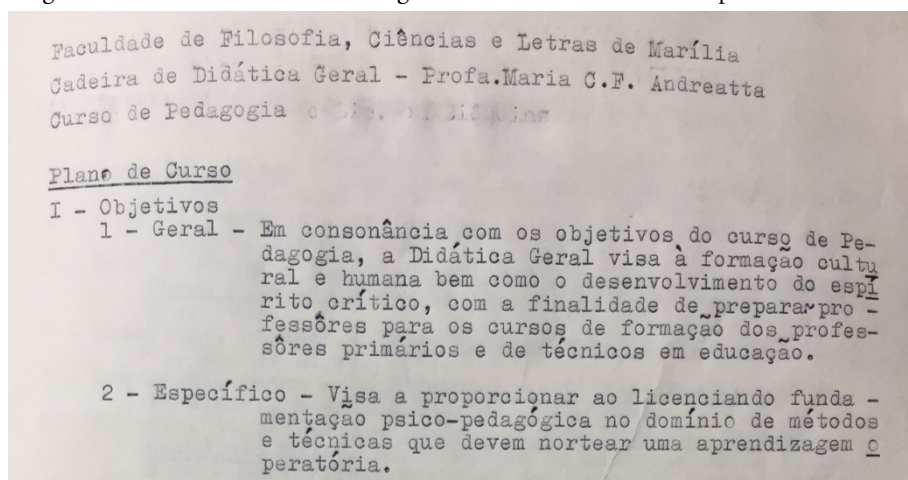 Faculdade de Filosofia, Ciências e Letras de Marília
Cadeira de Didática Geral - Profa.Maria C.F. Andreatta
Curso de Pedagogia
Plano de Curso
I - Objetivos
1 - Geral - Em consonância com os objetivos do curso de Pe-
dagogia, a Didática Geral visa à formação cultu
ral e humana bem como o desenvolvimento do espí
rito crítico, com a finalidade de preparar pro -
fessôres para os cursos de formação dos profes-
sôres primários e de técnicos em educação.
2 - Específico - Visa a proporcionar ao licenciando funda -
mentação psico-pedagógica no domínio de métodos
e técnicas que devem nortear uma aprendizagem o
peratória.